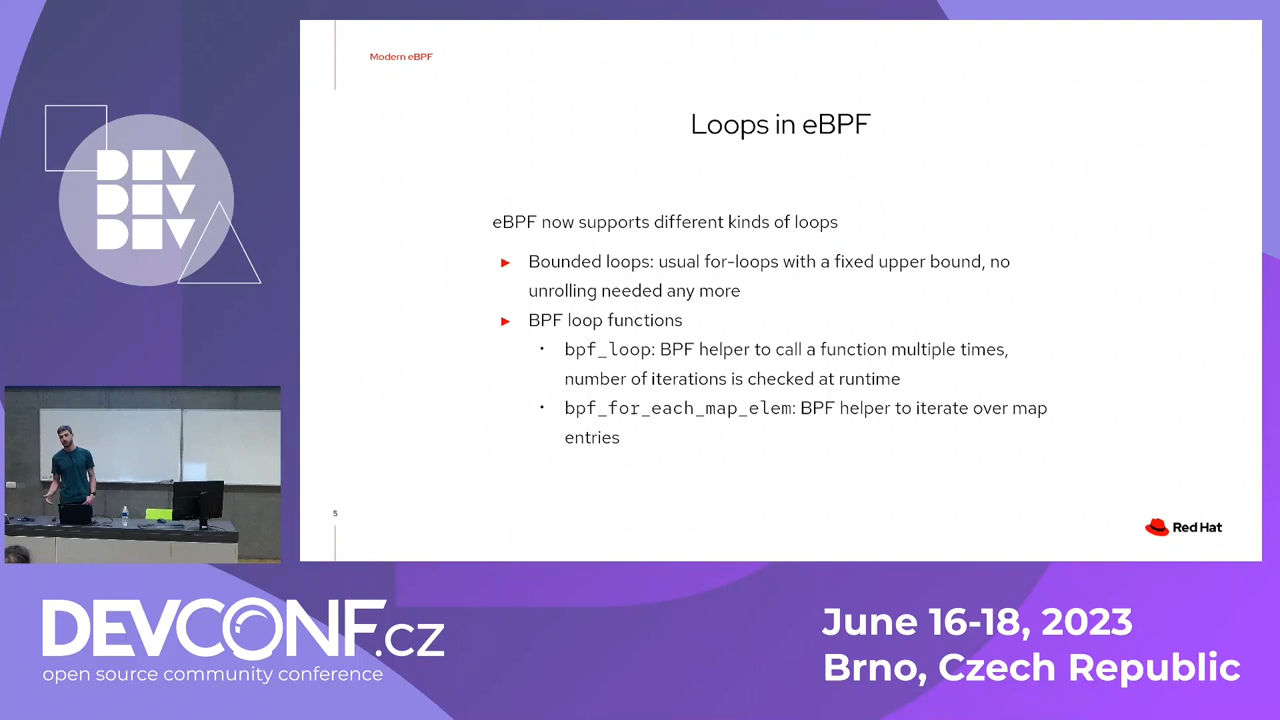 Modern eBPF
Loops in eBPF
eBPF now supports different kinds of loops
► Bounded loops: usual for-loops with a fixed upper bound, no
unrolling needed any more
► BPF loop functions
• bpf_loop: BPF helper to call a function multiple times,
number of iterations is checked at runtime
• bpf_for_each_map_elem: BPF helper to iterate over map
entries
5
Red Hat
DEV
DEV
DEV
DEVCONF.cz
open source community conference
June 16-18, 2023
Brno, Czech Republic